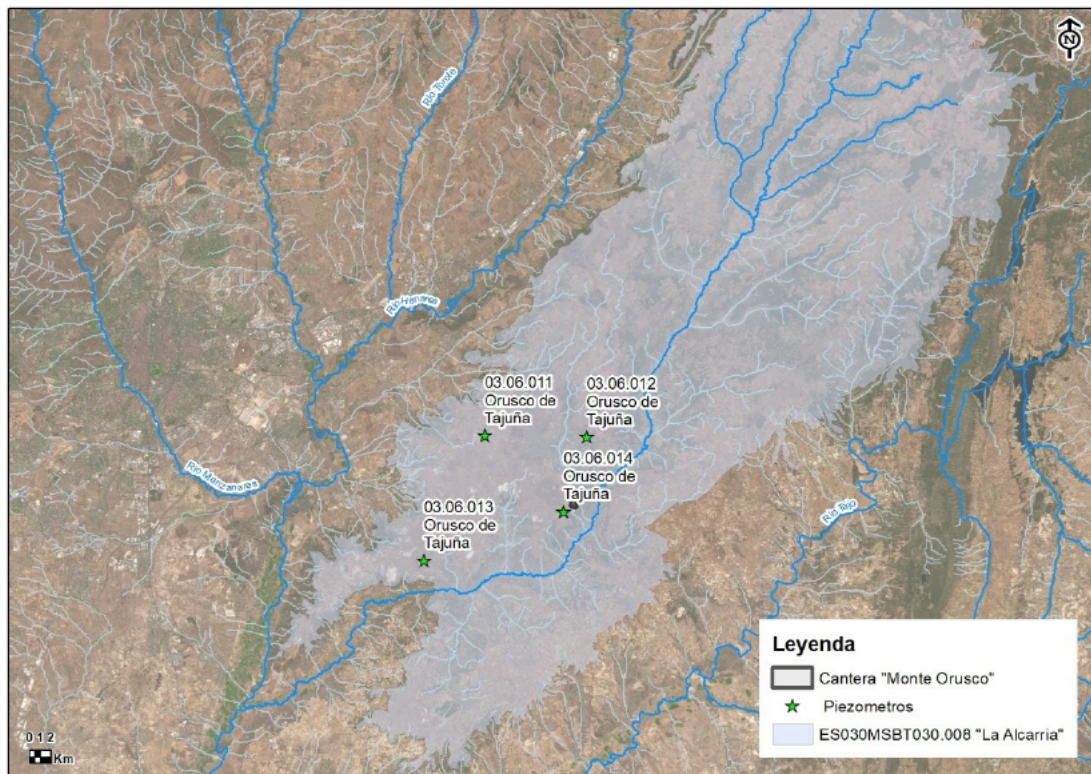 N
Río Torote
Río Henares
03.06.011
Orusco de
Tajuña
03.06.012
Orusco de
Tajuña
03.06.014
Orusco de
Tajuña
Río Manzanares
03.06.013
Orusco de
Tajuña
Río Tajo
Leyenda
Cantera "Monte Orusco"
Piezometros
ES030MSBT030.008 "La Alcarria"
0 1 2
Km